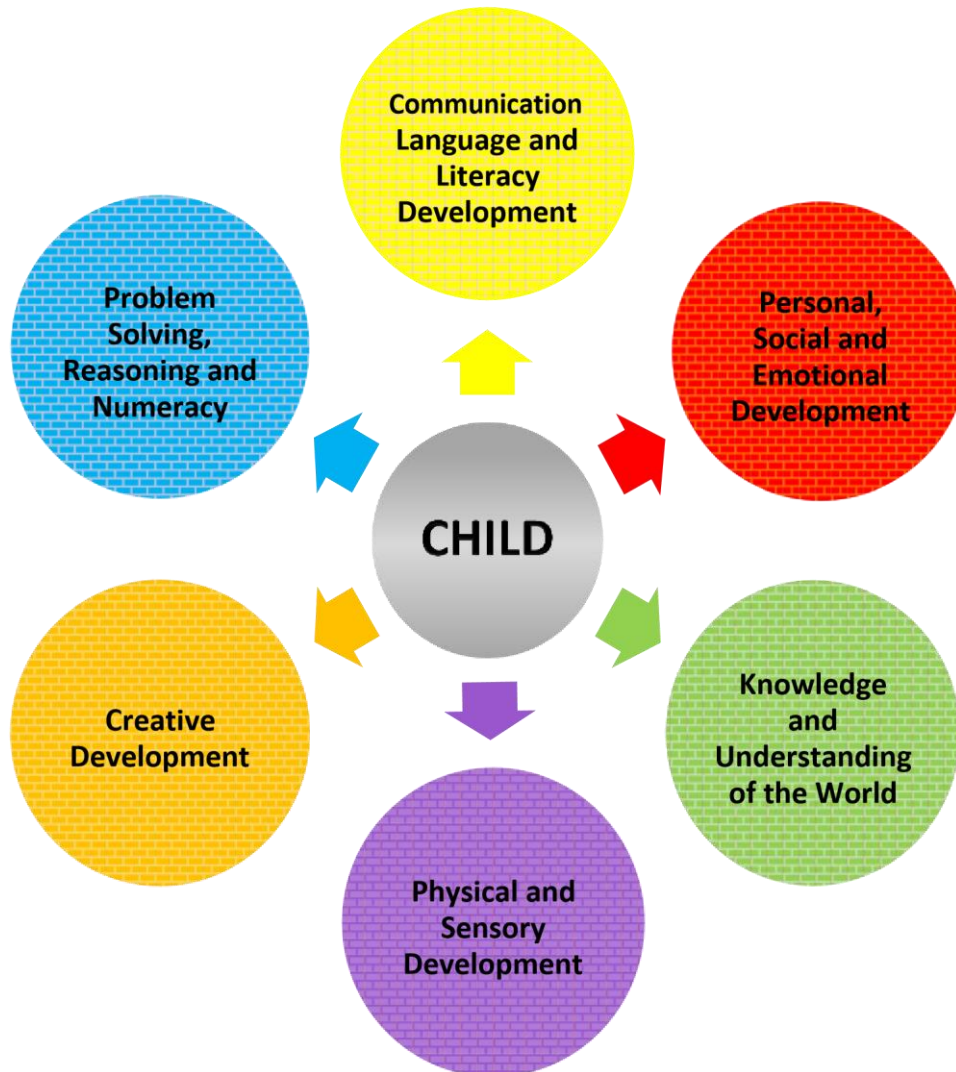 Communication
Language and
Literacy
Development
Problem
Solving,
Reasoning and
Numeracy
Personal,
Social and
Emotional
Development
CHILD
Creative
Development
Knowledge
and
Understanding
of the World
Physical and
Sensory
Development